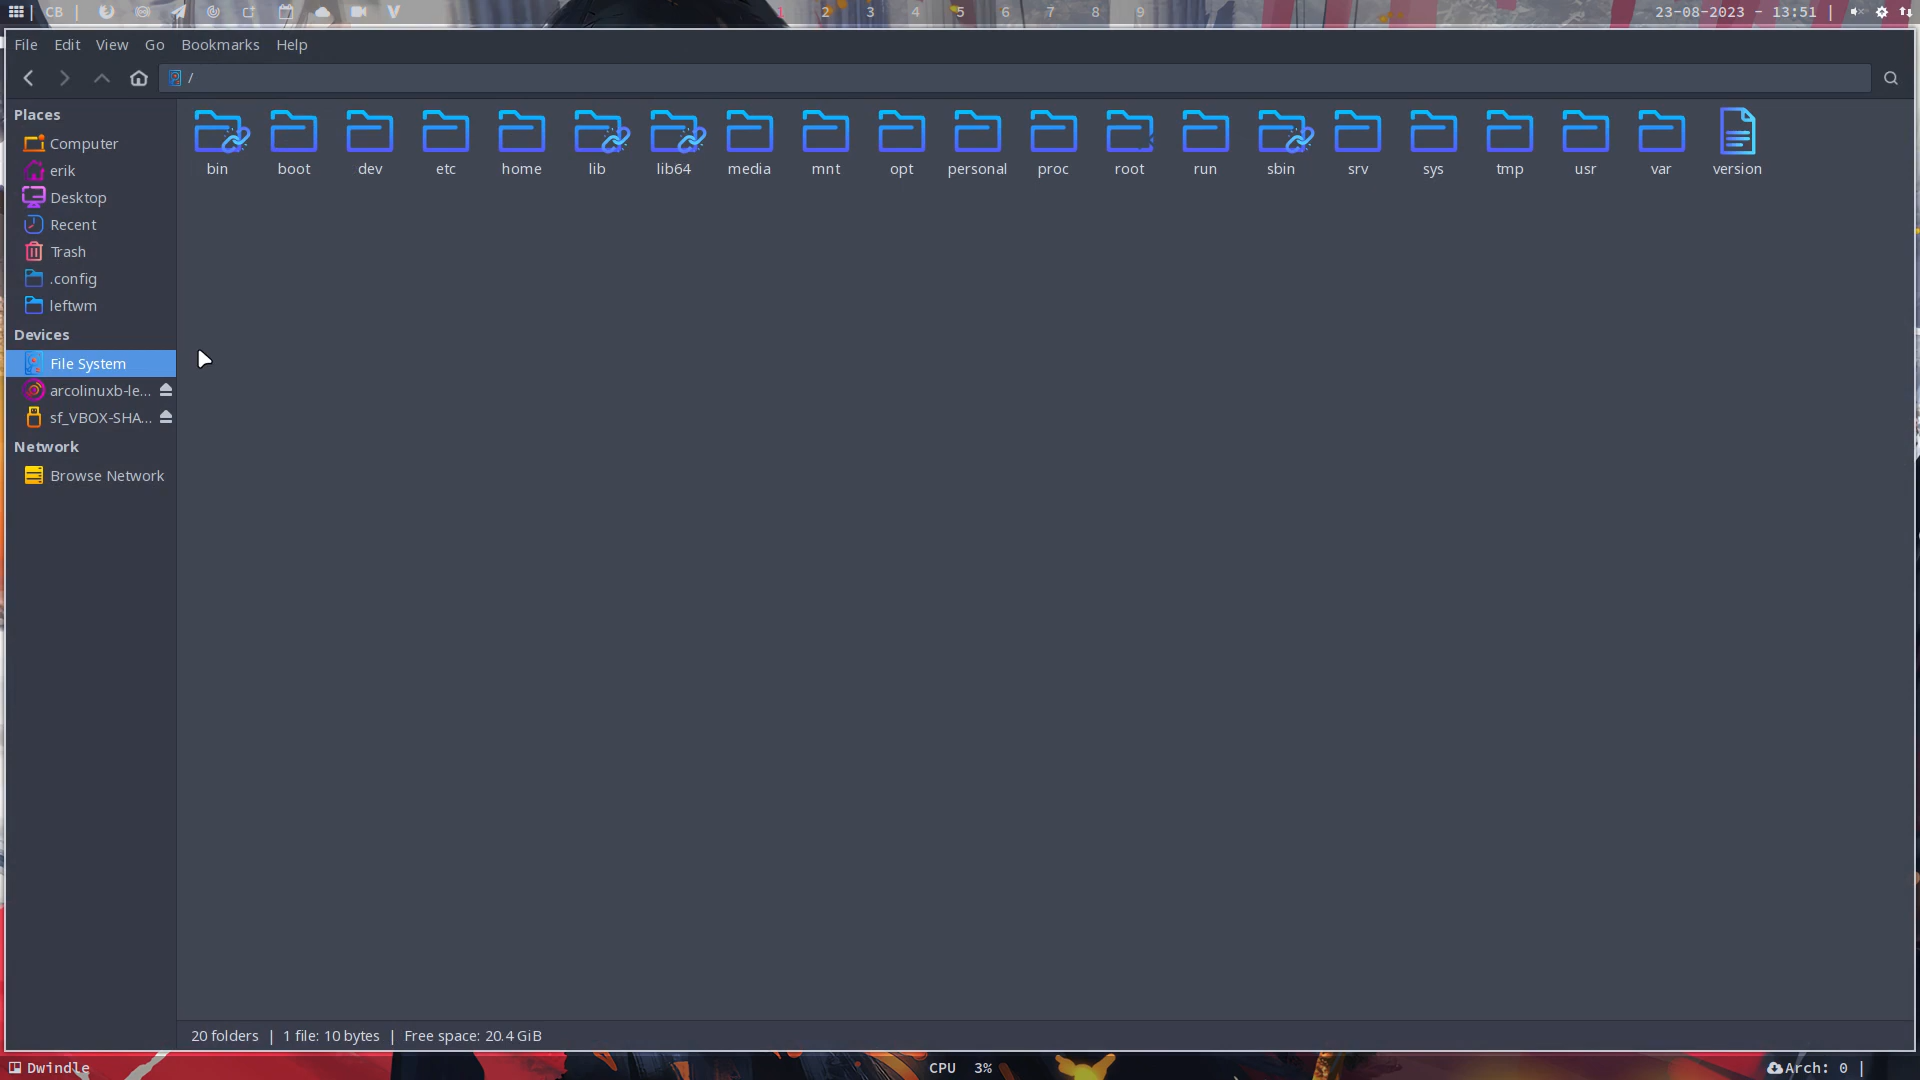 CB 1 2 3 4 5 6 7 8 9 23-08-2023 - 13:51
File Edit View Go Bookmarks Help
/
Places
Computer
erik
Desktop
Recent
Trash
.config
leftwm
Devices
File System
arcolinuxb-le...
sf_VBOX-SHA...
Network
Browse Network
bin boot dev etc home lib lib64 media mnt opt personal proc root run sbin srv sys tmp usr var version
20 folders | 1 file: 10 bytes | Free space: 20.4 GiB
Dwindle CPU 3% Arch: 0 |